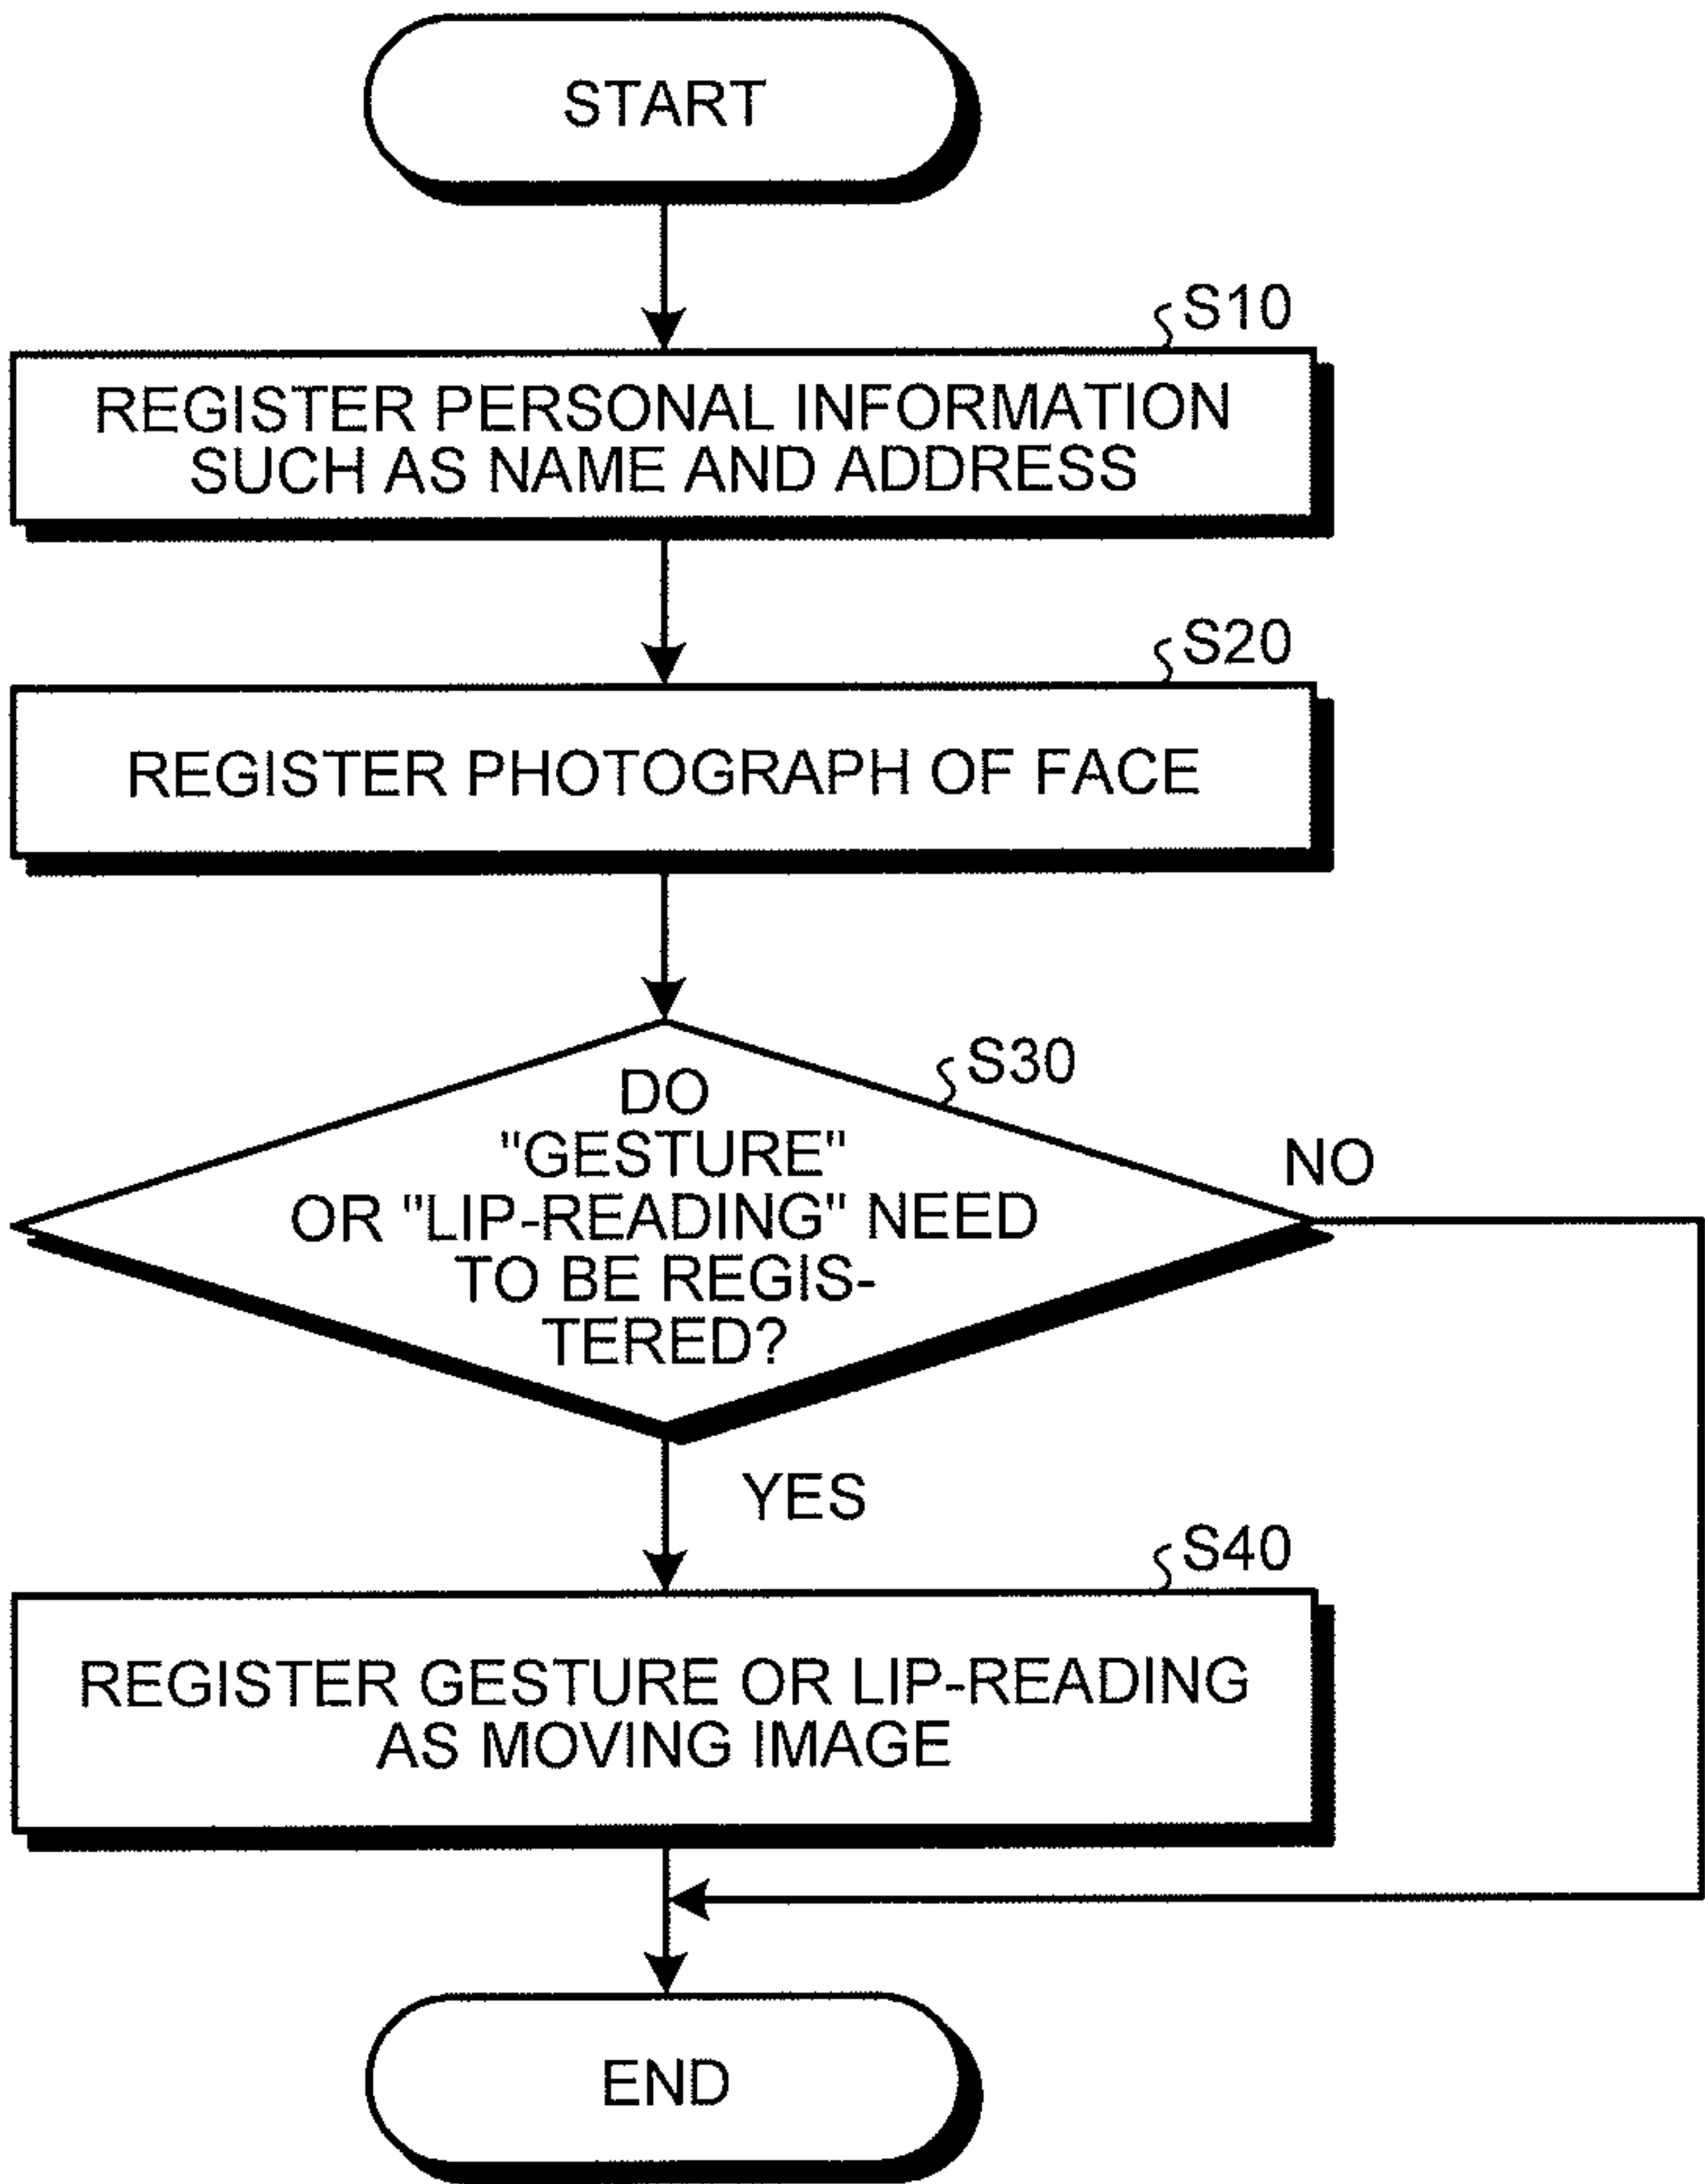 START
S10
REGISTER PERSONAL INFORMATION
SUCH AS NAME AND ADDRESS
S20
REGISTER PHOTOGRAPH OF FACE
S30
DO
"GESTURE"
OR "LIP-READING" NEED
TO BE REGIS-
TERED?
NO
YES
S40
REGISTER GESTURE OR LIP-READING
AS MOVING IMAGE
END